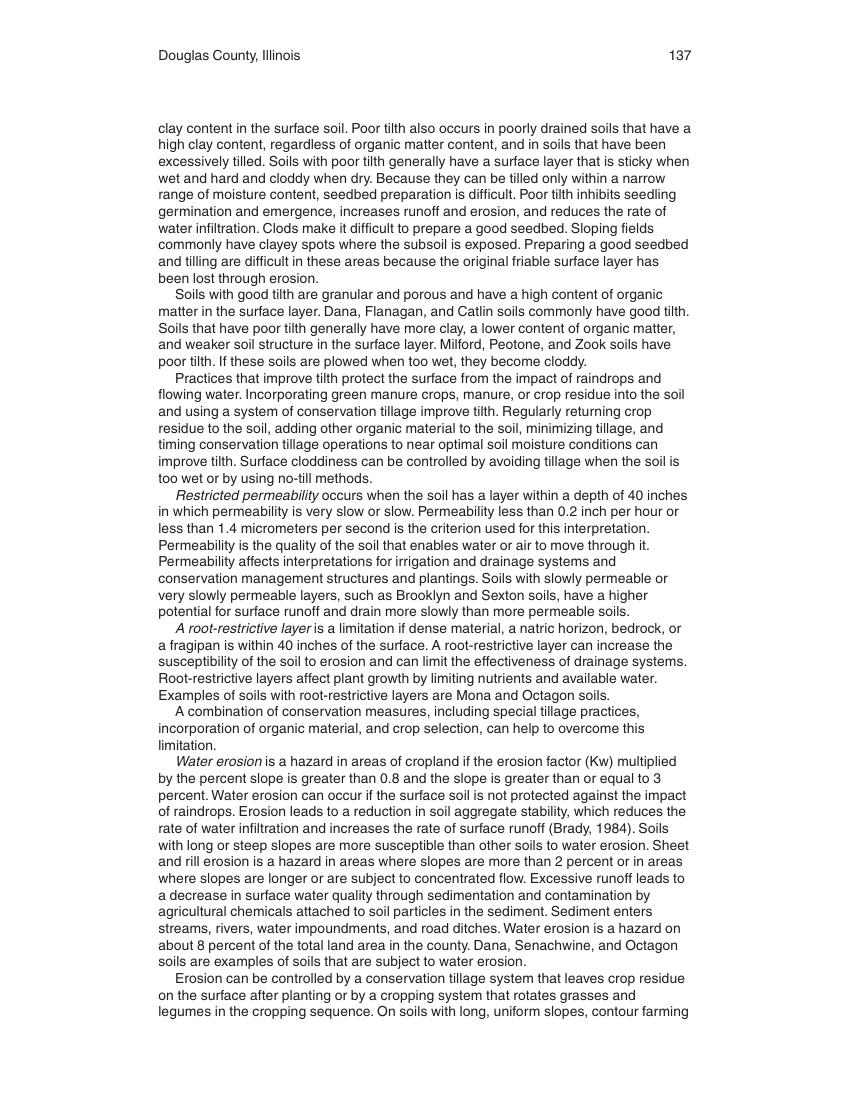 Douglas County, Illinois 137
clay content in the surface soil. Poor tilth also occurs in poorly drained soils that have a
high clay content, regardless of organic matter content, and in soils that have been
excessively tilled. Soils with poor tilth generally have a surface layer that is sticky when
wet and hard and cloddy when dry. Because they can be tilled only within a narrow
range of moisture content, seedbed preparation is difficult. Poor tilth inhibits seedling
germination and emergence, increases runoff and erosion, and reduces the rate of
water infiltration. Clods make it difficult to prepare a good seedbed. Sloping fields
commonly have clayey spots where the subsoil is exposed. Preparing a good seedbed
and tilling are difficult in these areas because the original friable surface layer has
been lost through erosion.
Soils with good tilth are granular and porous and have a high content of organic
matter in the surface layer. Dana, Flanagan, and Catlin soils commonly have good tilth.
Soils that have poor tilth generally have more clay, a lower content of organic matter,
and weaker soil structure in the surface layer. Milford, Peotone, and Zook soils have
poor tilth. If these soils are plowed when too wet, they become cloddy.
Practices that improve tilth protect the surface from the impact of raindrops and
flowing water. Incorporating green manure crops, manure, or crop residue into the soil
and using a system of conservation tillage improve tilth. Regularly returning crop
residue to the soil, adding other organic material to the soil, minimizing tillage, and
timing conservation tillage operations to near optimal soil moisture conditions can
improve tilth. Surface cloddiness can be controlled by avoiding tillage when the soil is
too wet or by using no-till methods.
Restricted permeability occurs when the soil has a layer within a depth of 40 inches
in which permeability is very slow or slow. Permeability less than 0.2 inch per hour or
less than 1.4 micrometers per second is the criterion used for this interpretation.
Permeability is the quality of the soil that enables water or air to move through it.
Permeability affects interpretations for irrigation and drainage systems and
conservation management structures and plantings. Soils with slowly permeable or
very slowly permeable layers, such as Brooklyn and Sexton soils, have a higher
potential for surface runoff and drain more slowly than more permeable soils.
A root-restrictive layer is a limitation if dense material, a natric horizon, bedrock, or
a fragipan is within 40 inches of the surface. A root-restrictive layer can increase the
susceptibility of the soil to erosion and can limit the effectiveness of drainage systems.
Root-restrictive layers affect plant growth by limiting nutrients and available water.
Examples of soils with root-restrictive layers are Mona and Octagon soils.
A combination of conservation measures, including special tillage practices,
incorporation of organic material, and crop selection, can help to overcome this
limitation.
Water erosion is a hazard in areas of cropland if the erosion factor (Kw) multiplied
by the percent slope is greater than 0.8 and the slope is greater than or equal to 3
percent. Water erosion can occur if the surface soil is not protected against the impact
of raindrops. Erosion leads to a reduction in soil aggregate stability, which reduces the
rate of water infiltration and increases the rate of surface runoff (Brady, 1984). Soils
with long or steep slopes are more susceptible than other soils to water erosion. Sheet
and rill erosion is a hazard in areas where slopes are more than 2 percent or in areas
where slopes are longer or are subject to concentrated flow. Excessive runoff leads to
a decrease in surface water quality through sedimentation and contamination by
agricultural chemicals attached to soil particles in the sediment. Sediment enters
streams, rivers, water impoundments, and road ditches. Water erosion is a hazard on
about 8 percent of the total land area in the county. Dana, Senachwine, and Octagon
soils are examples of soils that are subject to water erosion.
Erosion can be controlled by a conservation tillage system that leaves crop residue
on the surface after planting or by a cropping system that rotates grasses and
legumes in the cropping sequence. On soils with long, uniform slopes, contour farming